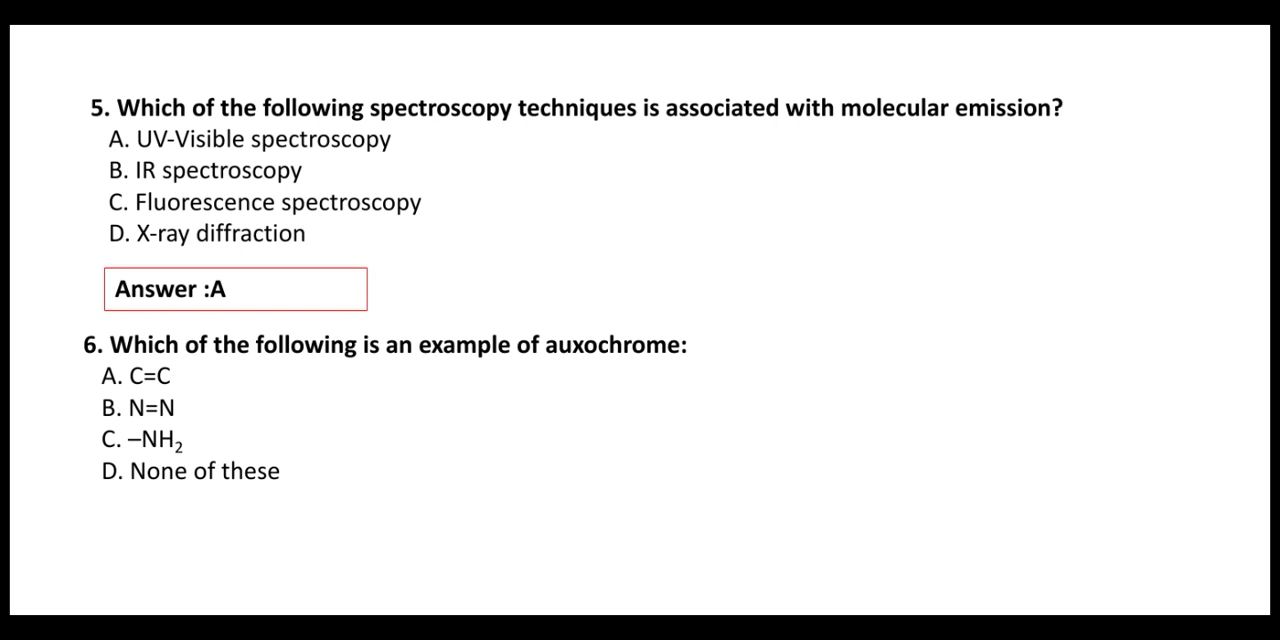 5. Which of the following spectroscopy techniques is associated with molecular emission?
A. UV-Visible spectroscopy
B. IR spectroscopy
C. Fluorescence spectroscopy
D. X-ray diffraction
Answer :A
6. Which of the following is an example of auxochrome:
A. C=C
B. N=N
C. –NH₂
D. None of these